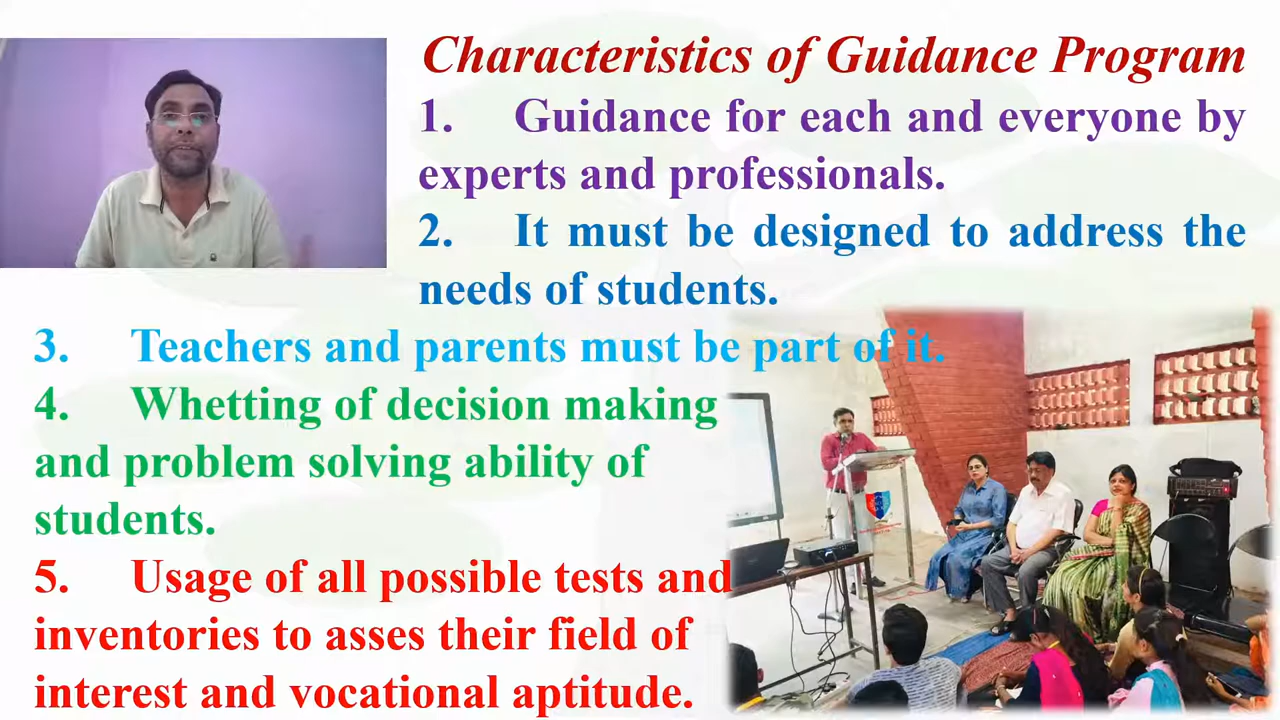 Characteristics of Guidance Program
1. Guidance for each and everyone by
experts and professionals.
2. It must be designed to address the
needs of students.
3. Teachers and parents must be part of it.
4. Whetting of decision making
and problem solving ability of
students.
5. Usage of all possible tests and
inventories to asses their field of
interest and vocational aptitude.